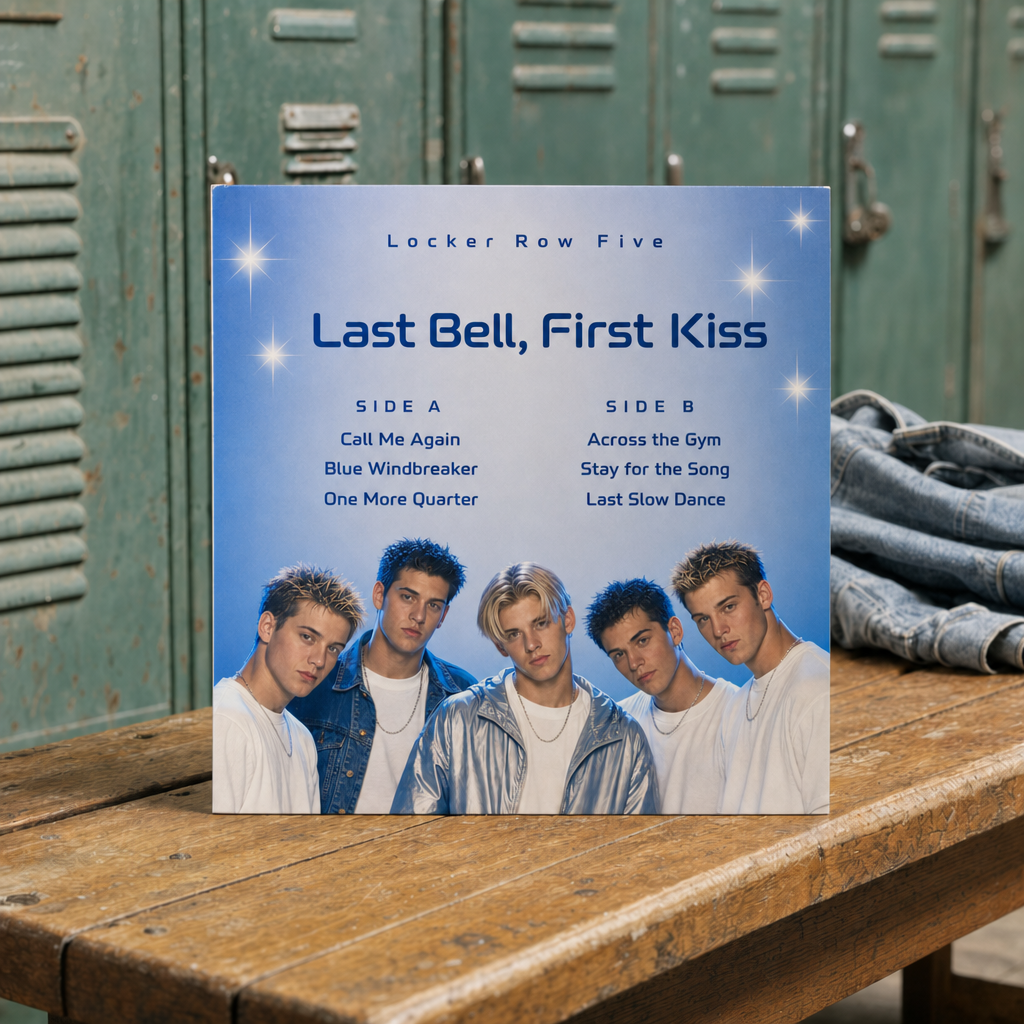 Locker Row Five
Last Bell, First Kiss
SIDE A
Call Me Again
Blue Windbreaker
One More Quarter
SIDE B
Across the Gym
Stay for the Song
Last Slow Dance